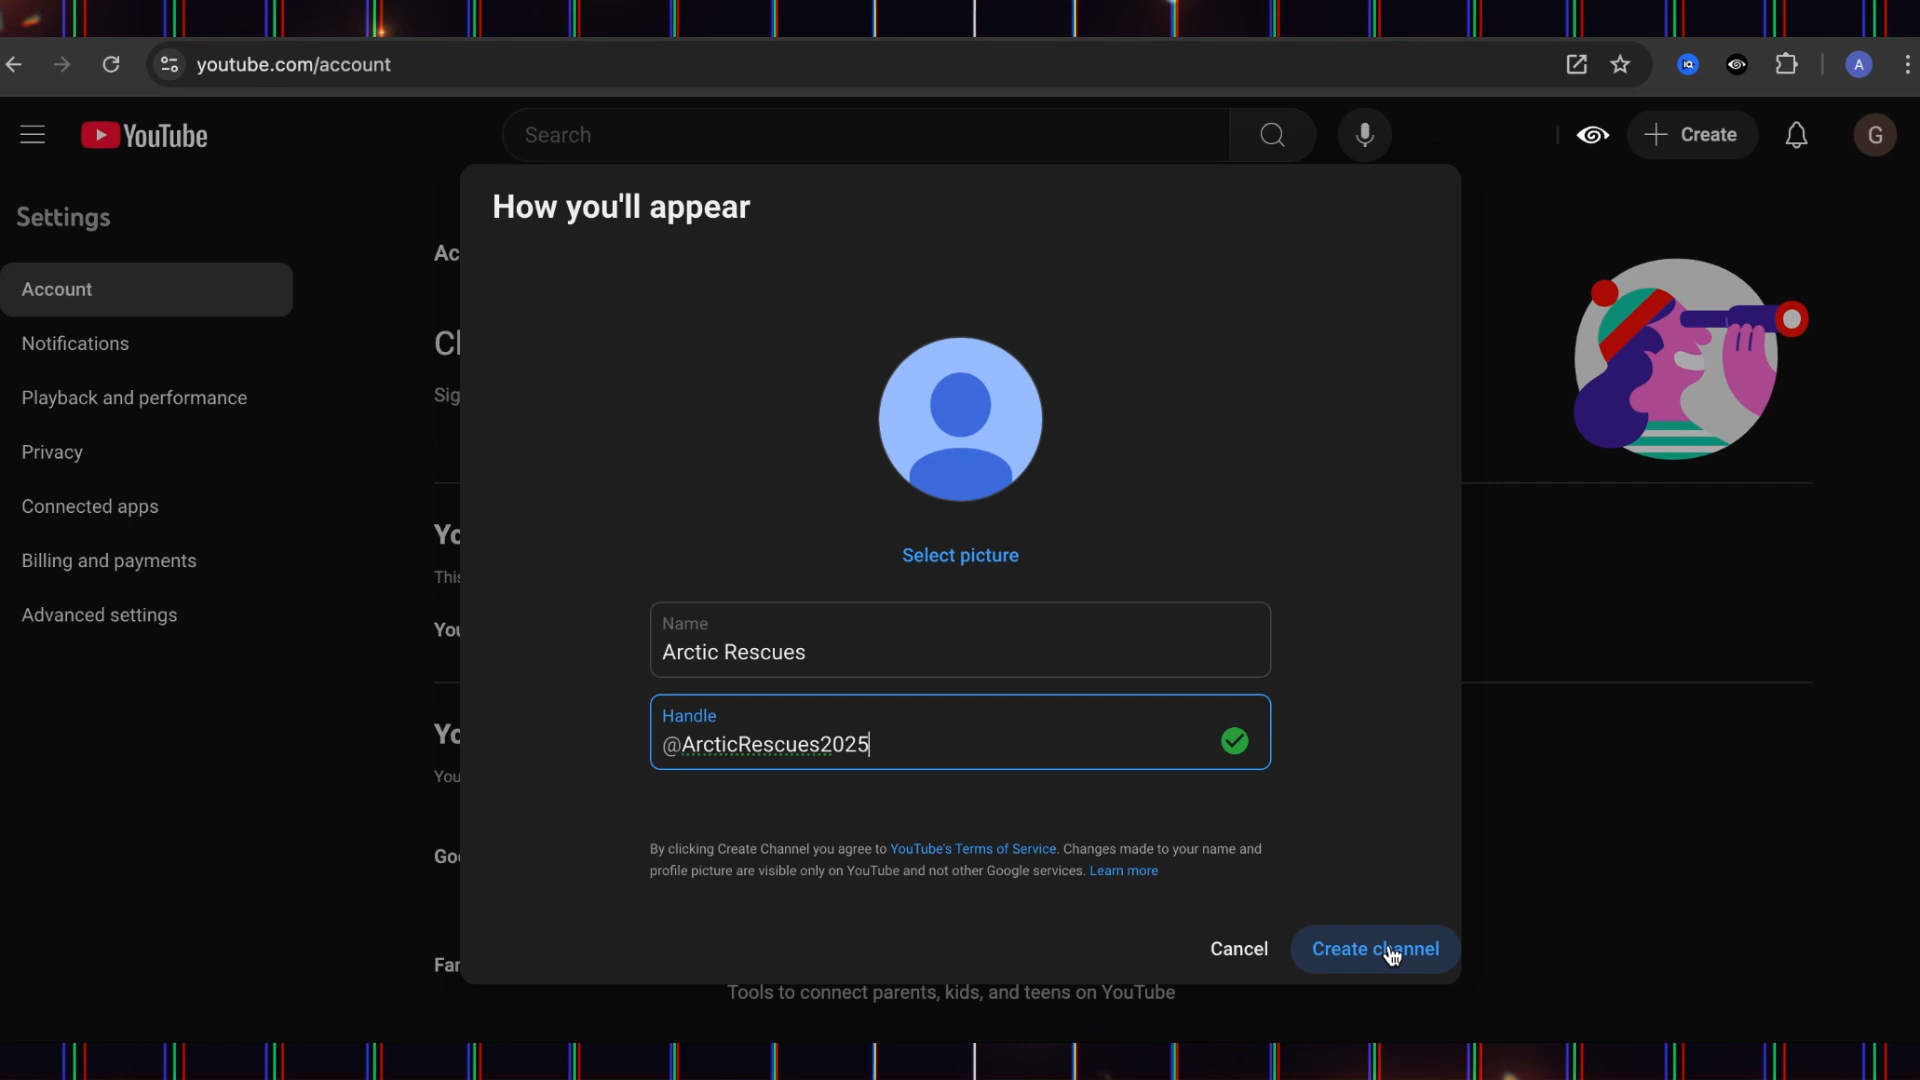 youtube.com/account
A
YouTube
Search
Create
G
Settings
Account
Notifications
Playback and performance
Privacy
Connected apps
Billing and payments
Advanced settings
How you'll appear
Select picture
Name
Arctic Rescues
Handle
@ArcticRescues2025
By clicking Create Channel you agree to YouTube's Terms of Service. Changes made to your name and
profile picture are visible only on YouTube and not other Google services. Learn more
Cancel
Create channel
Tools to connect parents, kids, and teens on YouTube